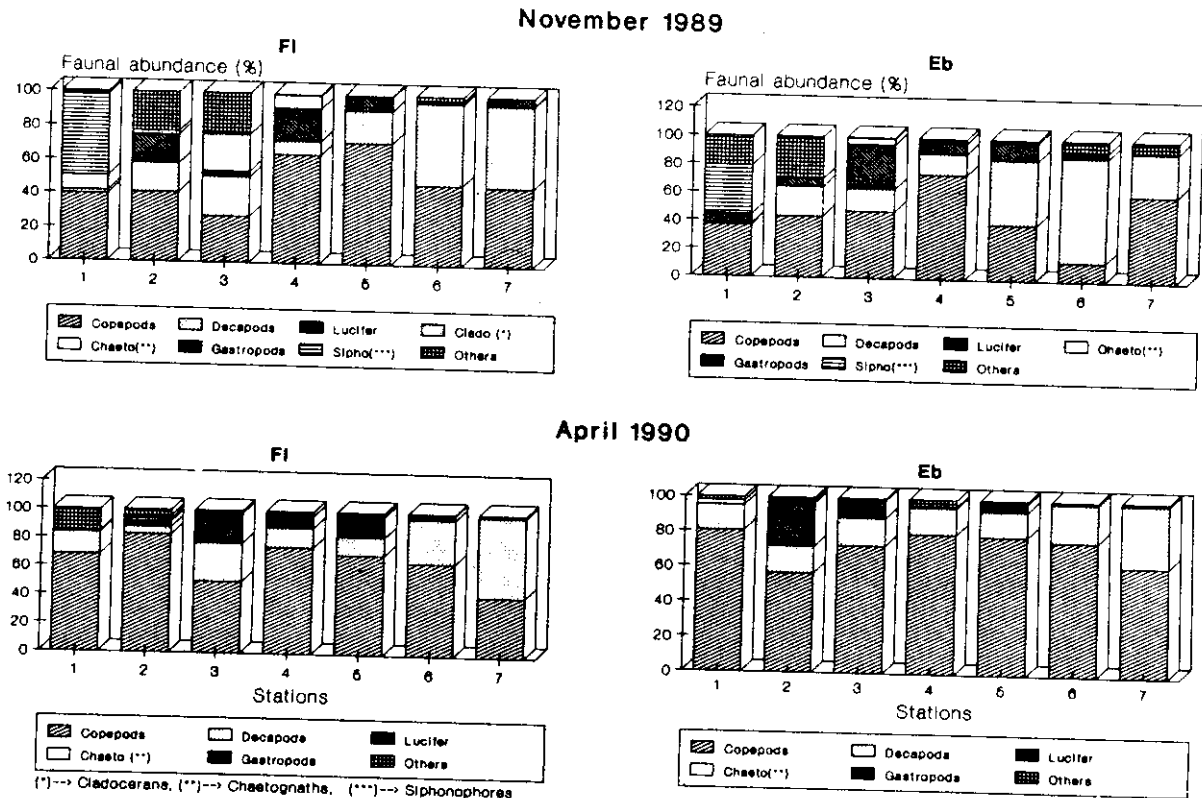 November 1989
Fl
Faunal abundance (%)
100
80
60
40
20
0
1 2 3 4 5 6 7
Copepods Decapods Lucifer Clado (*)
Chaeto(**) Gastropods Sipho(***) Others
Eb
Faunal abundance (%)
120
100
80
60
40
20
0
1 2 3 4 5 6 7
Copepods Decapods Lucifer Chaeto(**)
Gastropods Sipho(***) Others
April 1990
Fl
120
100
80
60
40
20
0
1 2 3 4 5 6 7
Stations
Copepods Decapods Lucifer
Chaeto (**) Gastropods Others
(*)--> Cladocerans, (**)--> Chaetognaths, (***)--> Siphonophores
Eb
100
80
60
40
20
0
1 2 3 4 5 6 7
Stations
Copepods Decapods Lucifer
Chaeto(**) Gastropods Others